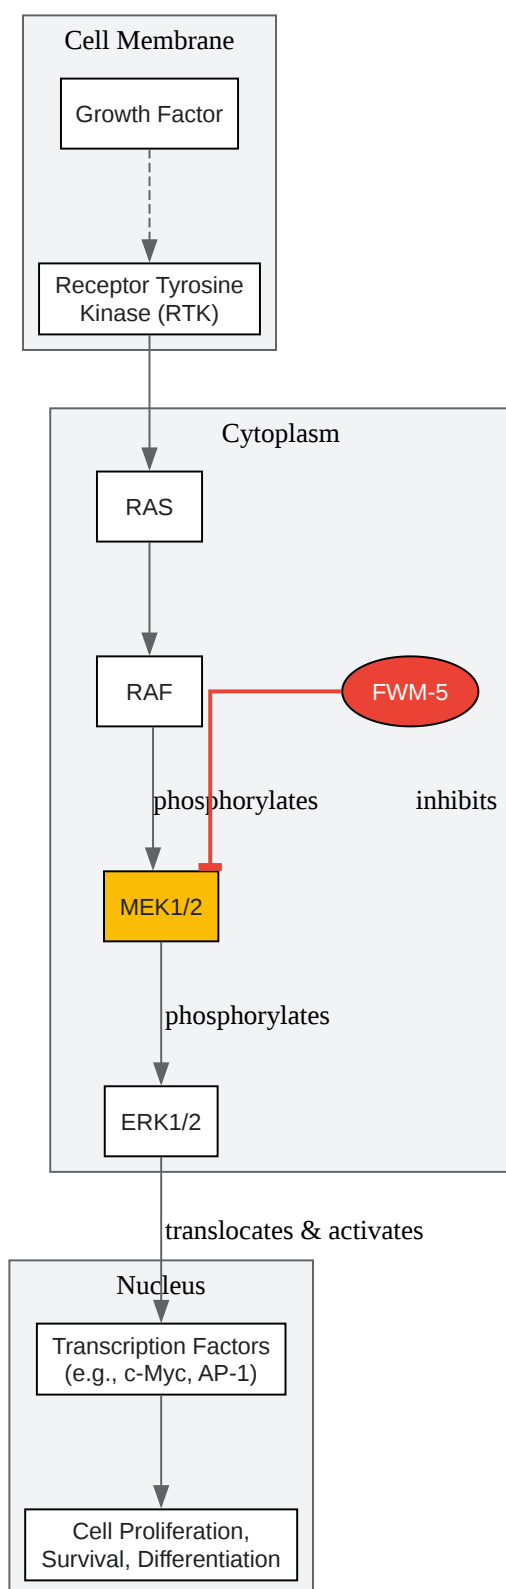 Cell Membrane
Growth Factor
Receptor Tyrosine
Kinase (RTK)
Cytoplasm
RAS
RAF
FWM-5
phosphorylates
inhibits
MEK1/2
phosphorylates
ERK1/2
translocates & activates
Nucleus
Transcription Factors
(e.g., c-Myc, AP-1)
Cell Proliferation,
Survival, Differentiation